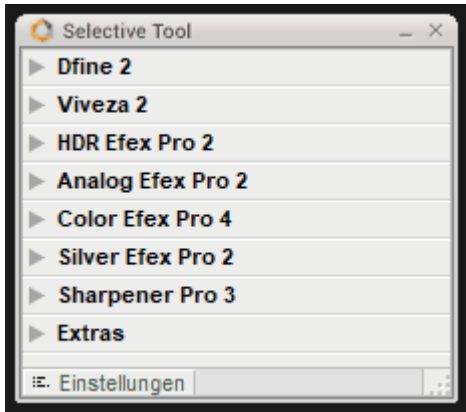 Selective Tool
Dfine 2
Viveza 2
HDR Efex Pro 2
Analog Efex Pro 2
Color Efex Pro 4
Silver Efex Pro 2
Sharpener Pro 3
Extras
Einstellungen